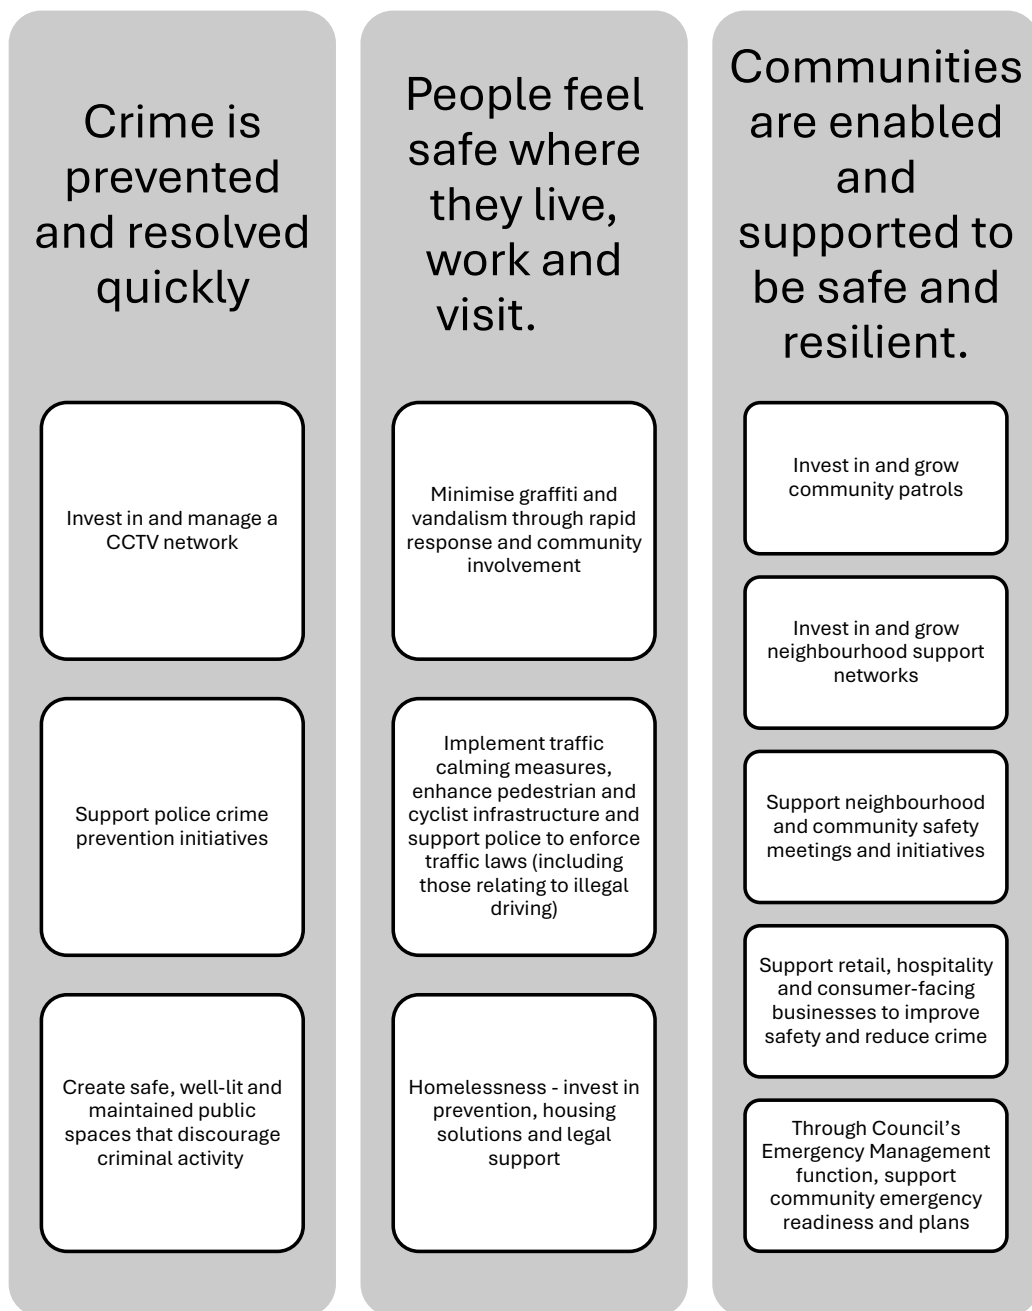 Crime is
prevented
and resolved
quickly
Invest in and manage a
CCTV network
Support police crime
prevention initiatives
Create safe, well-lit and
maintained public
spaces that discourage
criminal activity
People feel
safe where
they live,
work and
visit.
Minimise graffiti and
vandalism through rapid
response and community
involvement
Implement traffic
calming measures,
enhance pedestrian and
cyclist infrastructure and
support police to enforce
traffic laws (including
those relating to illegal
driving)
Homelessness - invest in
prevention, housing
solutions and legal
support
Communities
are enabled
and
supported to
be safe and
resilient.
Invest in and grow
community patrols
Invest in and grow
neighbourhood support
networks
Support neighbourhood
and community safety
meetings and initiatives
Support retail, hospitality
and consumer-facing
businesses to improve
safety and reduce crime
Through Council’s
Emergency Management
function, support
community emergency
readiness and plans